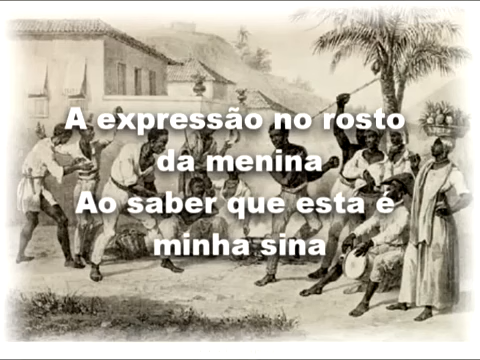 A expressão no rosto
da menina
Ao saber que esta é
minha sina